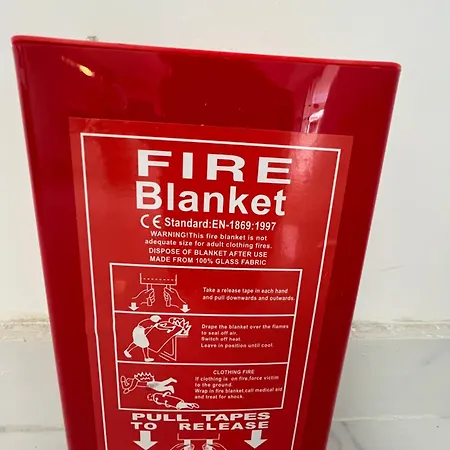 FIRE
Blanket
CE Standard:EN-1869:1997
WARNING!This fire blanket is not
adequate size for adult clothing fires.
DISPOSE OF BLANKET AFTER USE
MADE FROM 100% GLASS FABRIC
Take a release tape in each hand
and pull downwards and outwards.
Drape the blanket over the flames
to seal off air.
Switch off heat.
Leave in position until cool.
CLOTHING FIRE
If clothing is on fire,force victim
to the ground.
Wrap in fire blanket,call medical aid
and treat for shock.
PULL TAPES
TO RELEASE